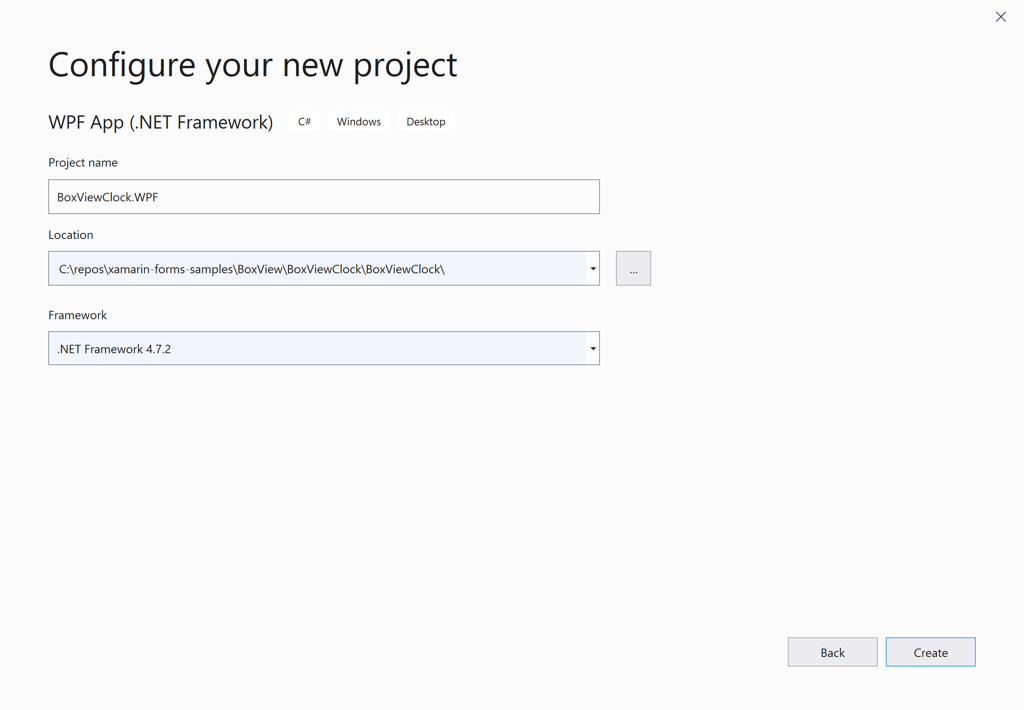 Configure your new project
WPF App (.NET Framework) C# Windows Desktop
Project name
BoxViewClock.WPF
Location
C:\repos\xamarin-forms-samples\BoxView\BoxViewClock\BoxViewClock\
...
Framework
.NET Framework 4.7.2
Back Create